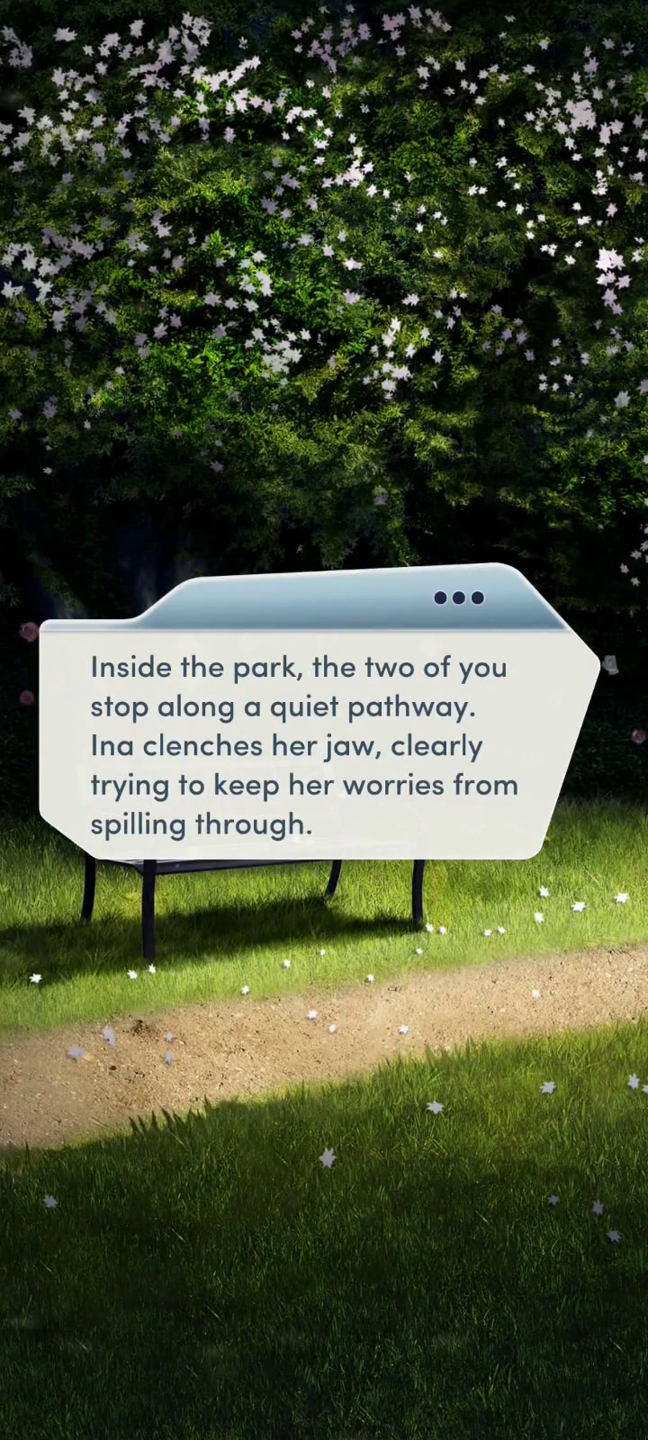 Inside the park, the two of you
stop along a quiet pathway.
Ina clenches her jaw, clearly
trying to keep her worries from
spilling through.